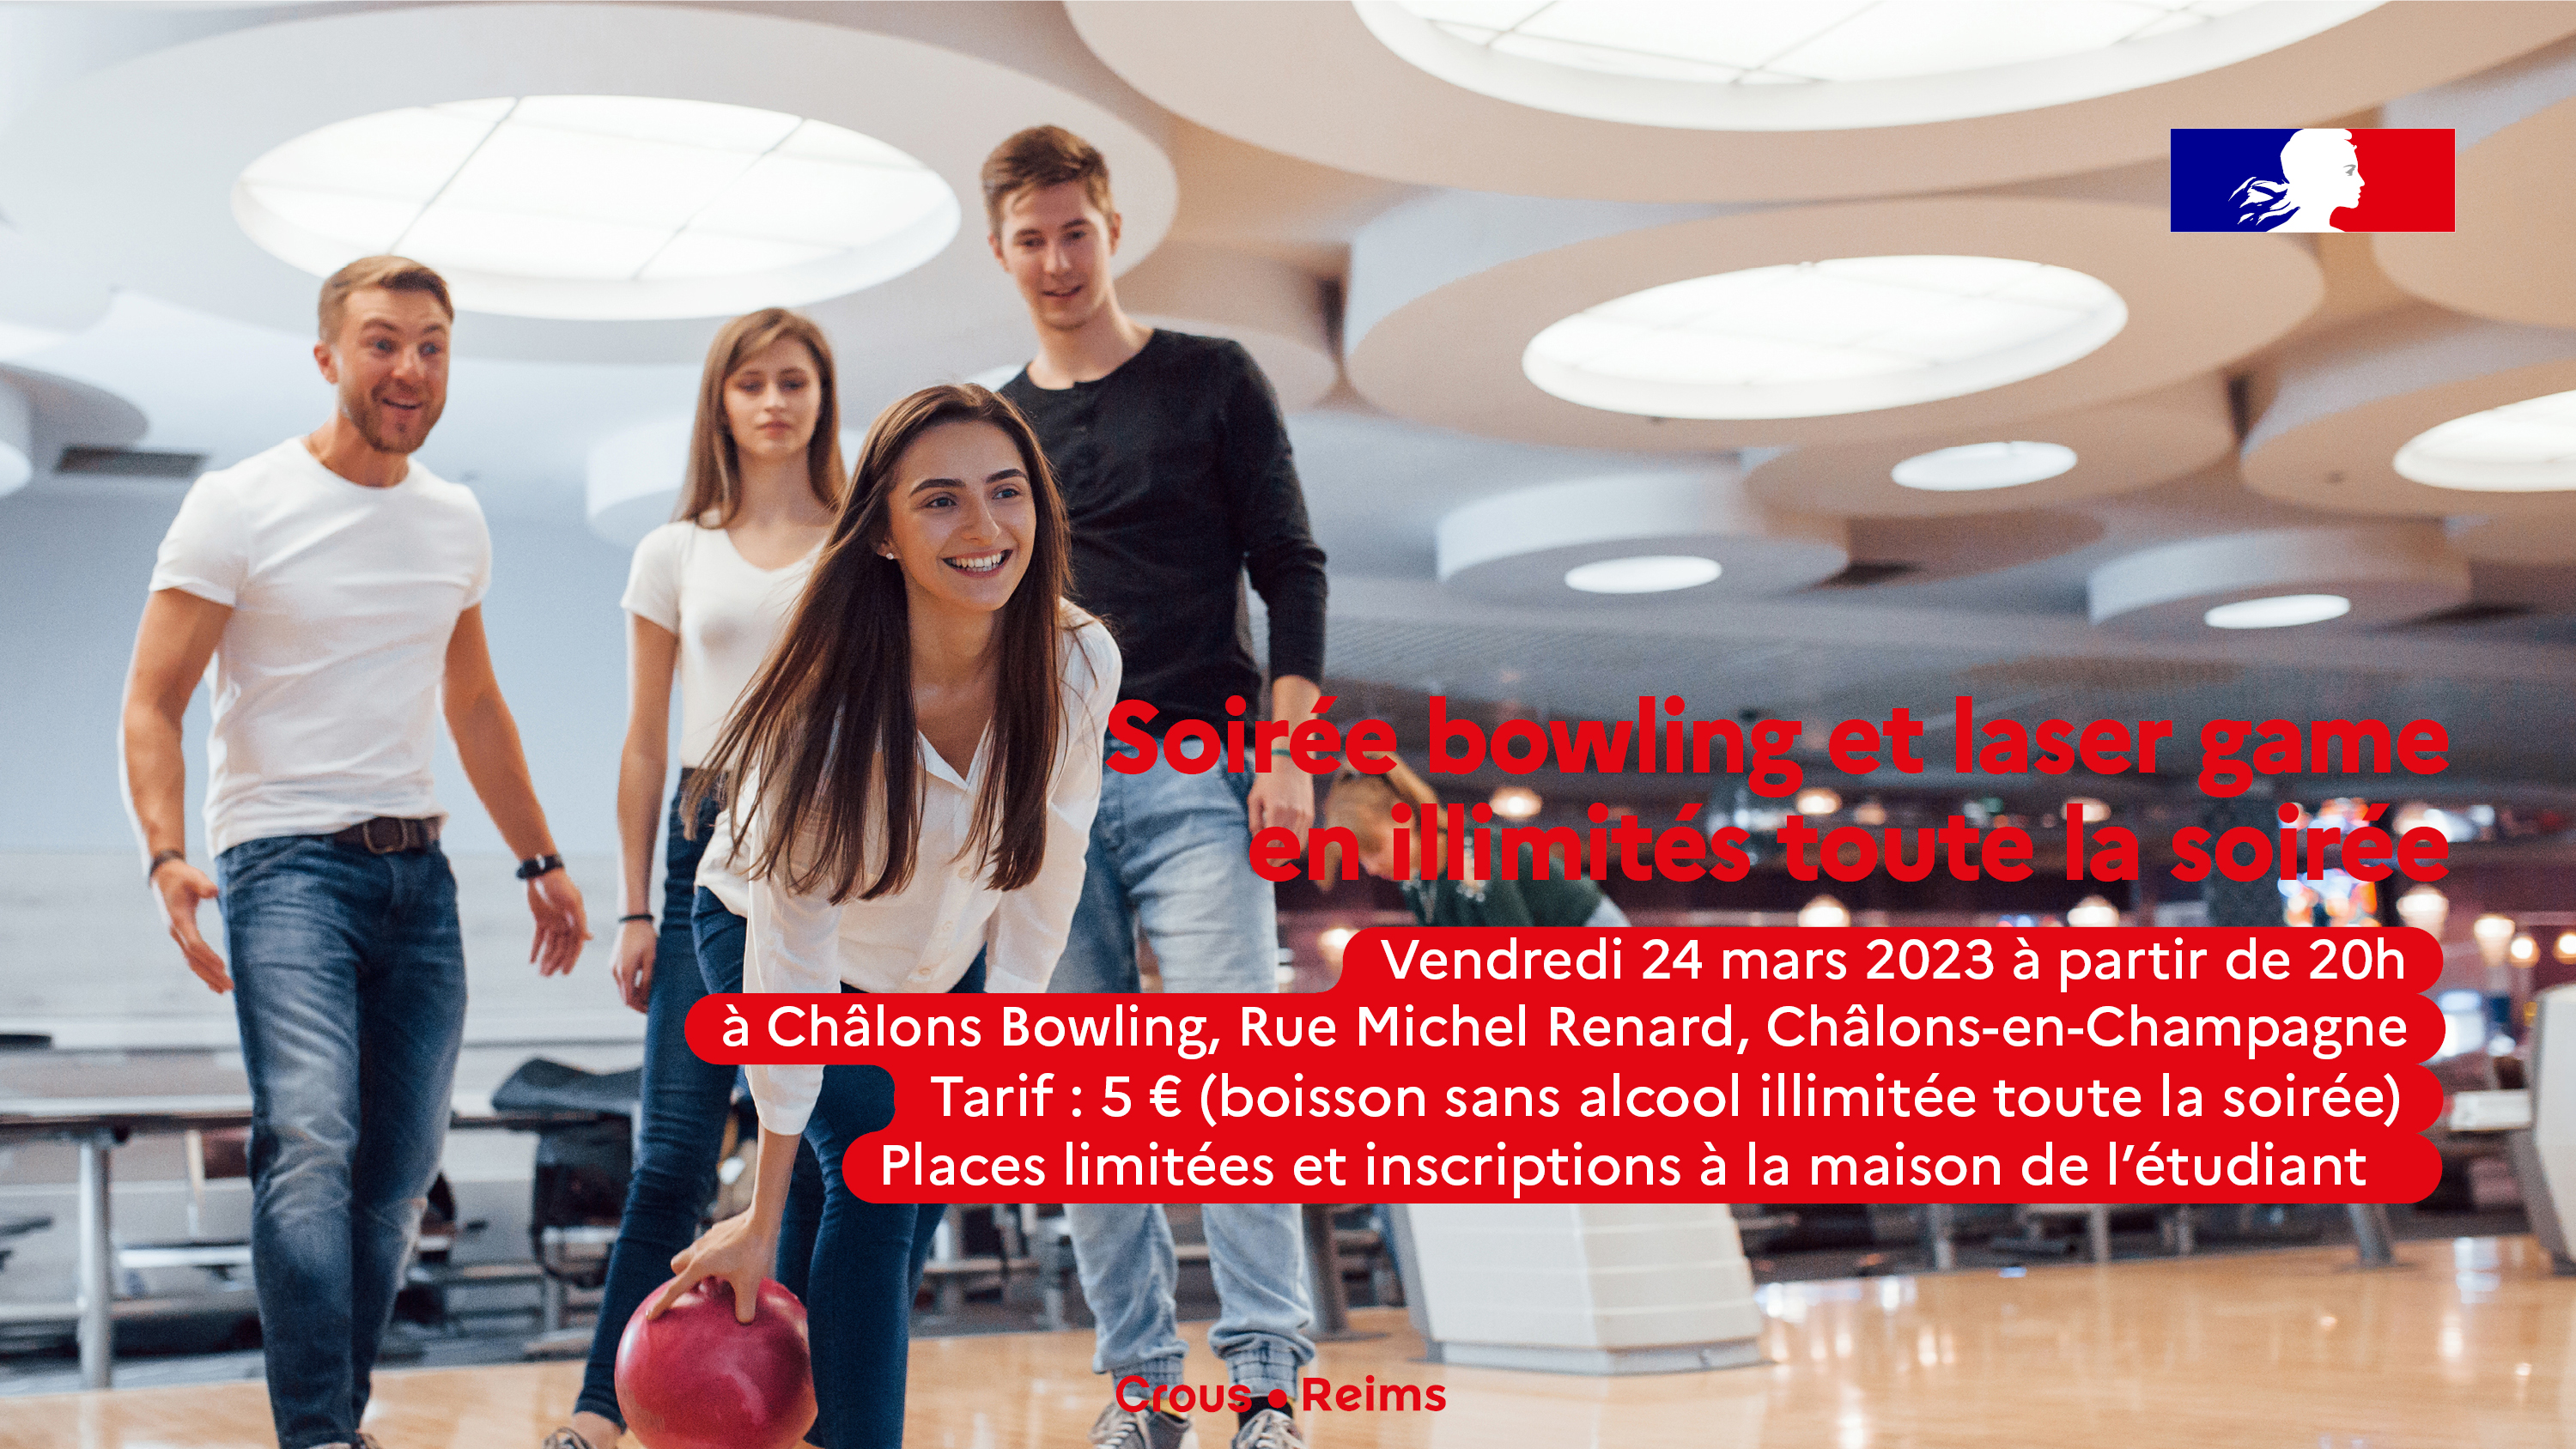 Soirée bowling et laser game
en illimités toute la soirée
Vendredi 24 mars 2023 à partir de 20h
à Châlons Bowling, Rue Michel Renard, Châlons-en-Champagne
Tarif : 5 € (boisson sans alcool illimitée toute la soirée)
Places limitées et inscriptions à la maison de l’étudiant
Crous • Reims